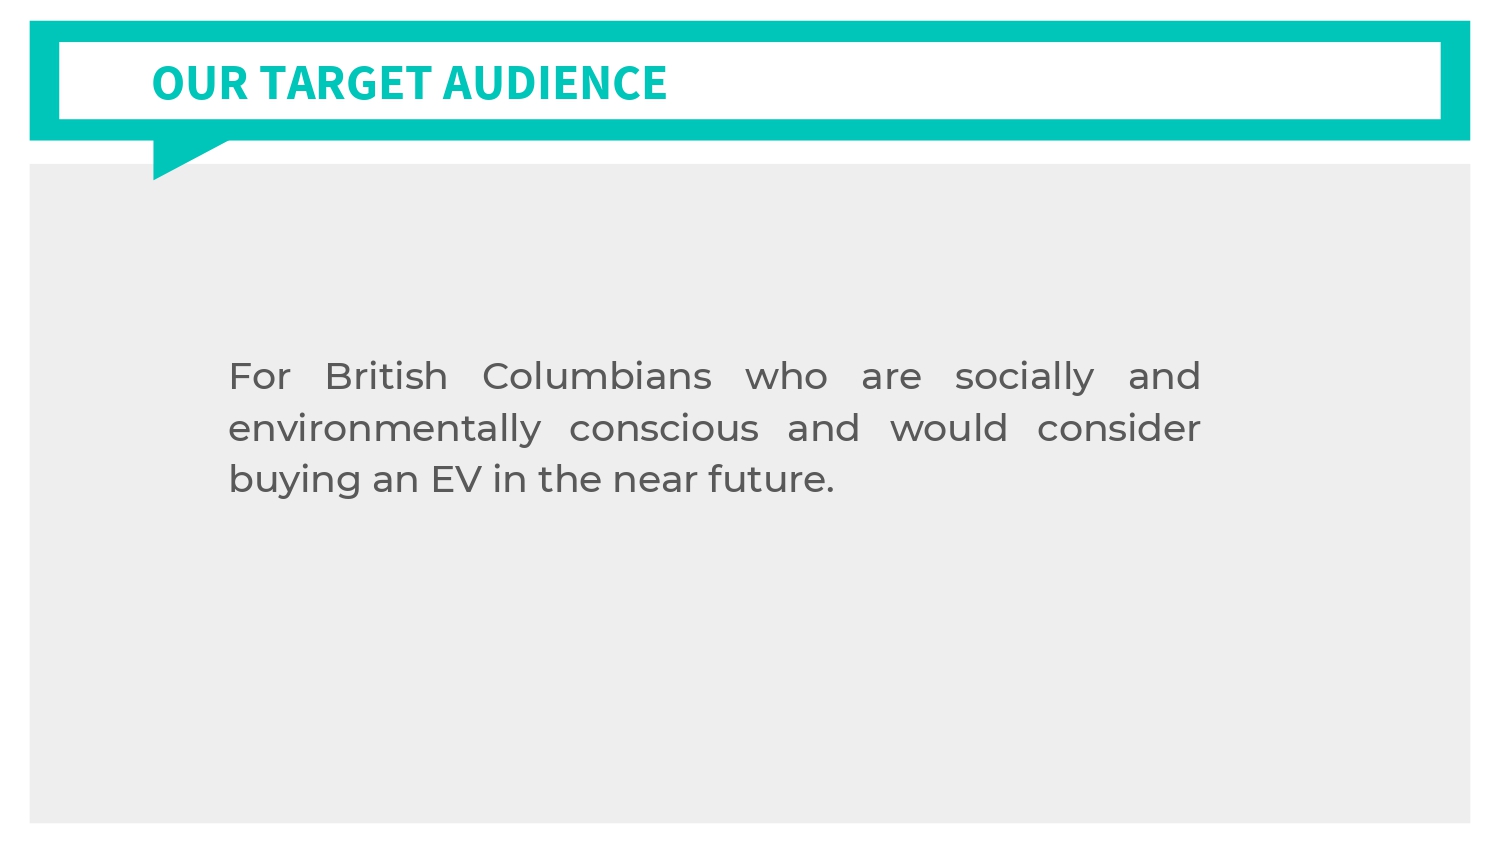 OUR TARGET AUDIENCE
For British Columbians who are socially and
environmentally conscious and would consider
buying an EV in the near future.